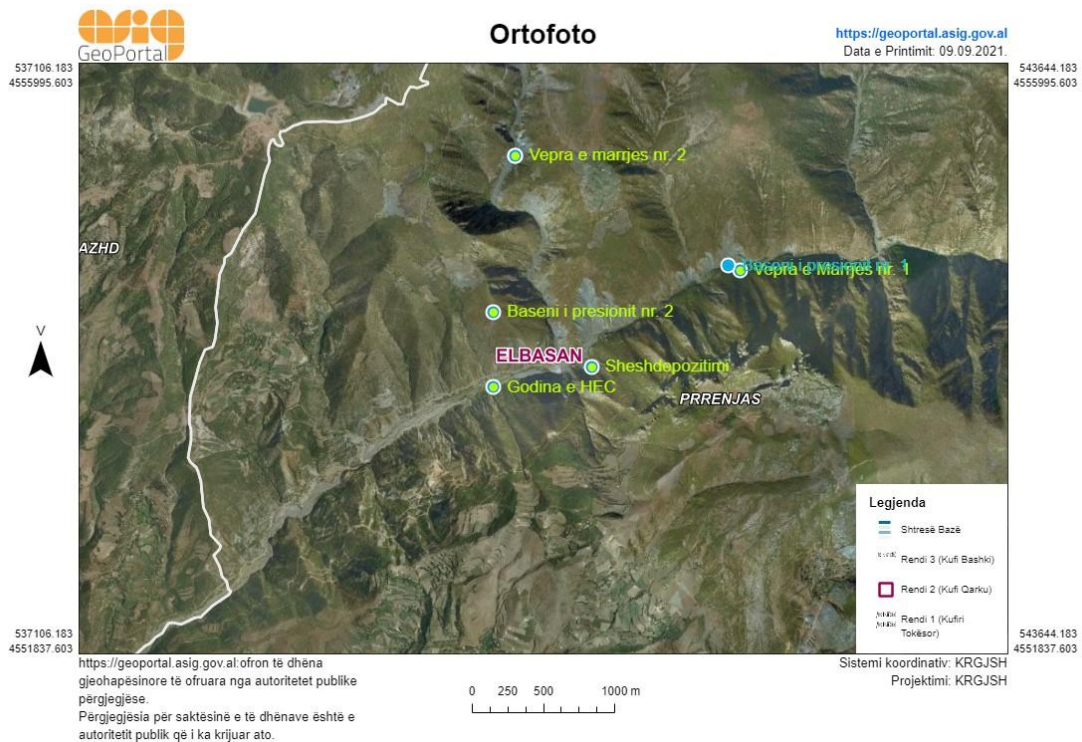 asig
GeoPortal
Ortofoto
https://geoportal.asig.gov.al
Data e Printimit: 09.09.2021.
537106.183
4555995.603
543644.183
4555995.603
Vepra e marrjes nr. 2
AZHD
Baseni i presionit nr. 1
Vepra e Marrjes nr. 1
V
Baseni i presionit nr. 2
ELBASAN
Sheshdepozitimi
Godina e HEC
PRRENJAS
Legjenda
Shtresë Bazë
Rendi 3 (Kufi Bashki)
Rendi 2 (Kufi Qarku)
Rendi 1 (Kufiri
Tokësor)
537106.183
4551837.603
543644.183
4551837.603
https://geoportal.asig.gov.al:ofron të dhëna
gjeohapësinore të ofruara nga autoritetet publike
përgjegjëse.
Përgjegjësia për saktësinë e të dhënave është e
autoritetit publik që i ka krijuar ato.
0 250 500 1000 m
Sistemi koordinativ: KRGJSH
Projektimi: KRGJSH